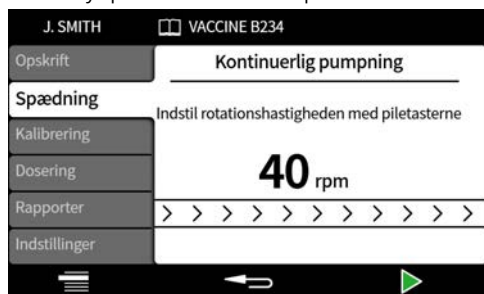 J. SMITH
VACCINE B234
Opskrift
Spædning
Kalibrering
Dosering
Rapporter
Indstillinger
Kontinuerlig pumpning
Indstil rotationshastigheden med piletasterne
40 rpm
> > > > > > > > > > >